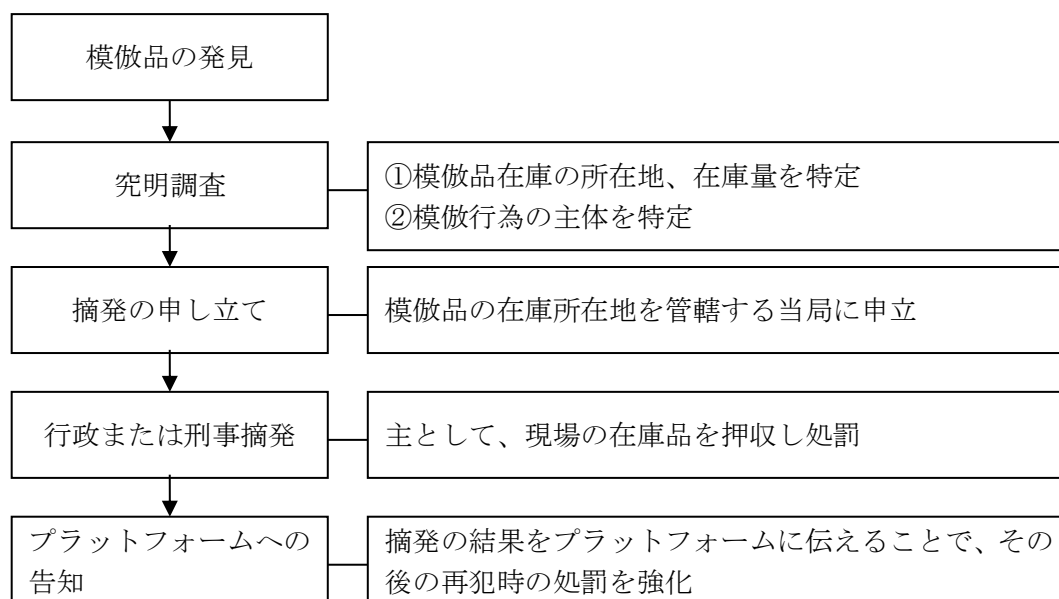 模倣品の発見
究明調査
①模倣品在庫の所在地、在庫量を特定
②模倣行為の主体を特定
摘発の申し立て
模倣品の在庫所在地を管轄する当局に申立
行政または刑事摘発
主として、現場の在庫品を押収し処罰
プラットフォームへの
告知
摘発の結果をプラットフォームに伝えることで、その
後の再犯時の処罰を強化